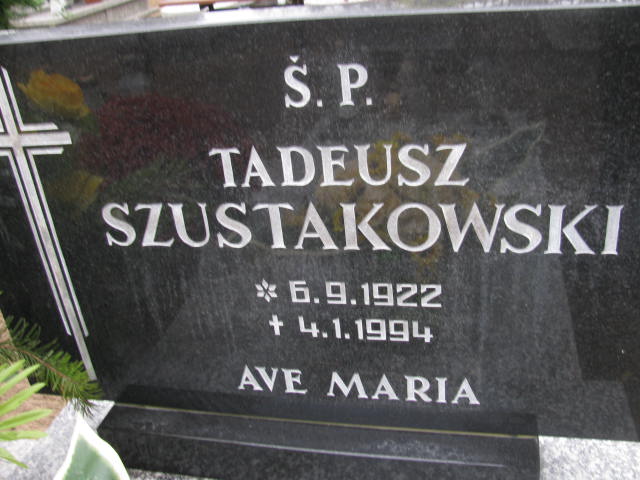 Š. P.
TADEUSZ
SZUSTAKOWSKI
* 6.9.1922
✝ 4.1.1994
AVE MARIA